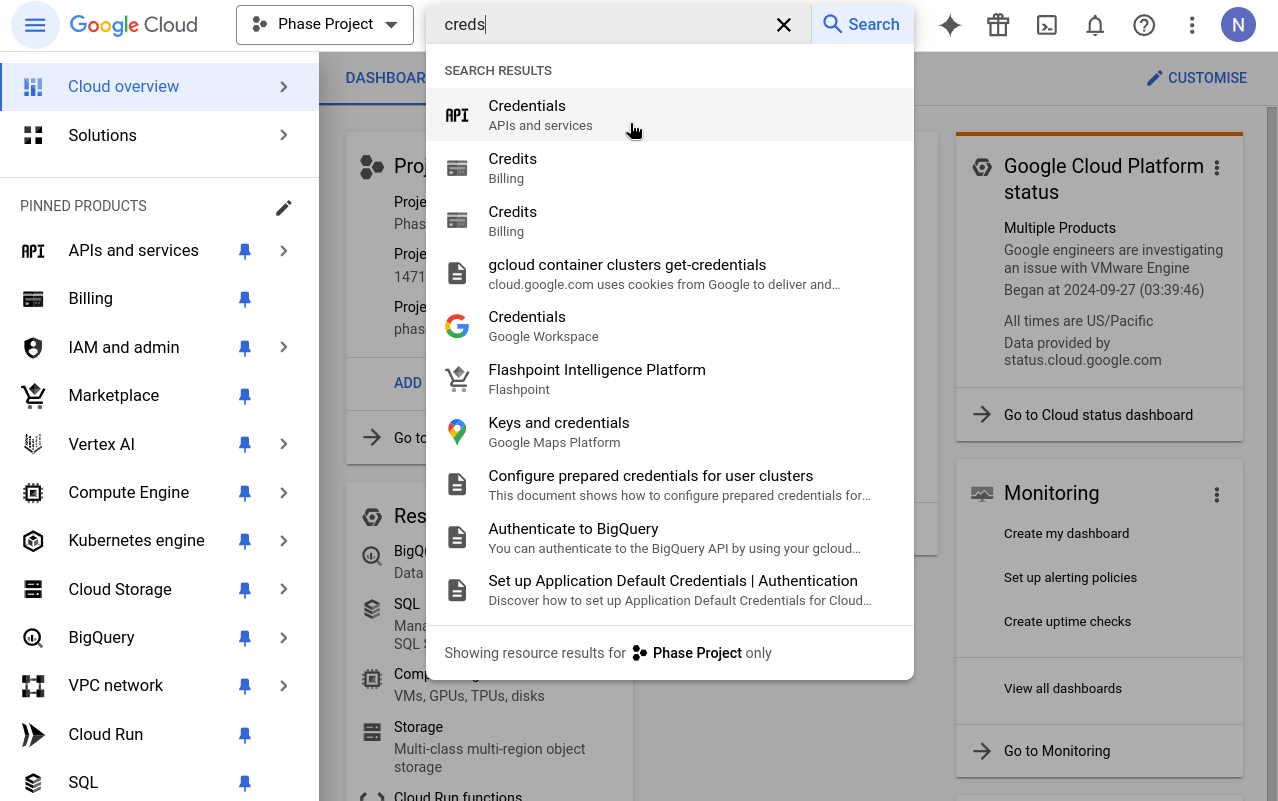 Google Cloud
Phase Project
creds
Search
N
Cloud overview
Solutions
PINNED PRODUCTS
APIs and services
Billing
IAM and admin
Marketplace
Vertex AI
Compute Engine
Kubernetes engine
Cloud Storage
BigQuery
VPC network
Cloud Run
SQL
SEARCH RESULTS
API
Credentials
APIs and services
Credits
Billing
Credits
Billing
gcloud container clusters get-credentials
cloud.google.com uses cookies from Google to deliver and…
Credentials
Google Workspace
Flashpoint Intelligence Platform
Flashpoint
Keys and credentials
Google Maps Platform
Configure prepared credentials for user clusters
This document shows how to configure prepared credentials for…
Authenticate to BigQuery
You can authenticate to the BigQuery API by using your gcloud…
Set up Application Default Credentials | Authentication
Discover how to set up Application Default Credentials for Cloud…
Showing resource results for Phase Project only
DASHBOAR
CUSTOMISE
Proj
Proje
Phas
Proje
1471
Proje
phas
ADD
Go to
Res
BigQu
Data
SQL
Mana
SQL S
Comp
VMs, GPUs, TPUs, disks
Storage
Multi-class multi-region object
storage
Cloud Run functions
Google Cloud Platform
status
Multiple Products
Google engineers are investigating
an issue with VMware Engine
Began at 2024-09-27 (03:39:46)
All times are US/Pacific
Data provided by
status.cloud.google.com
Go to Cloud status dashboard
Monitoring
Create my dashboard
Set up alerting policies
Create uptime checks
View all dashboards
Go to Monitoring